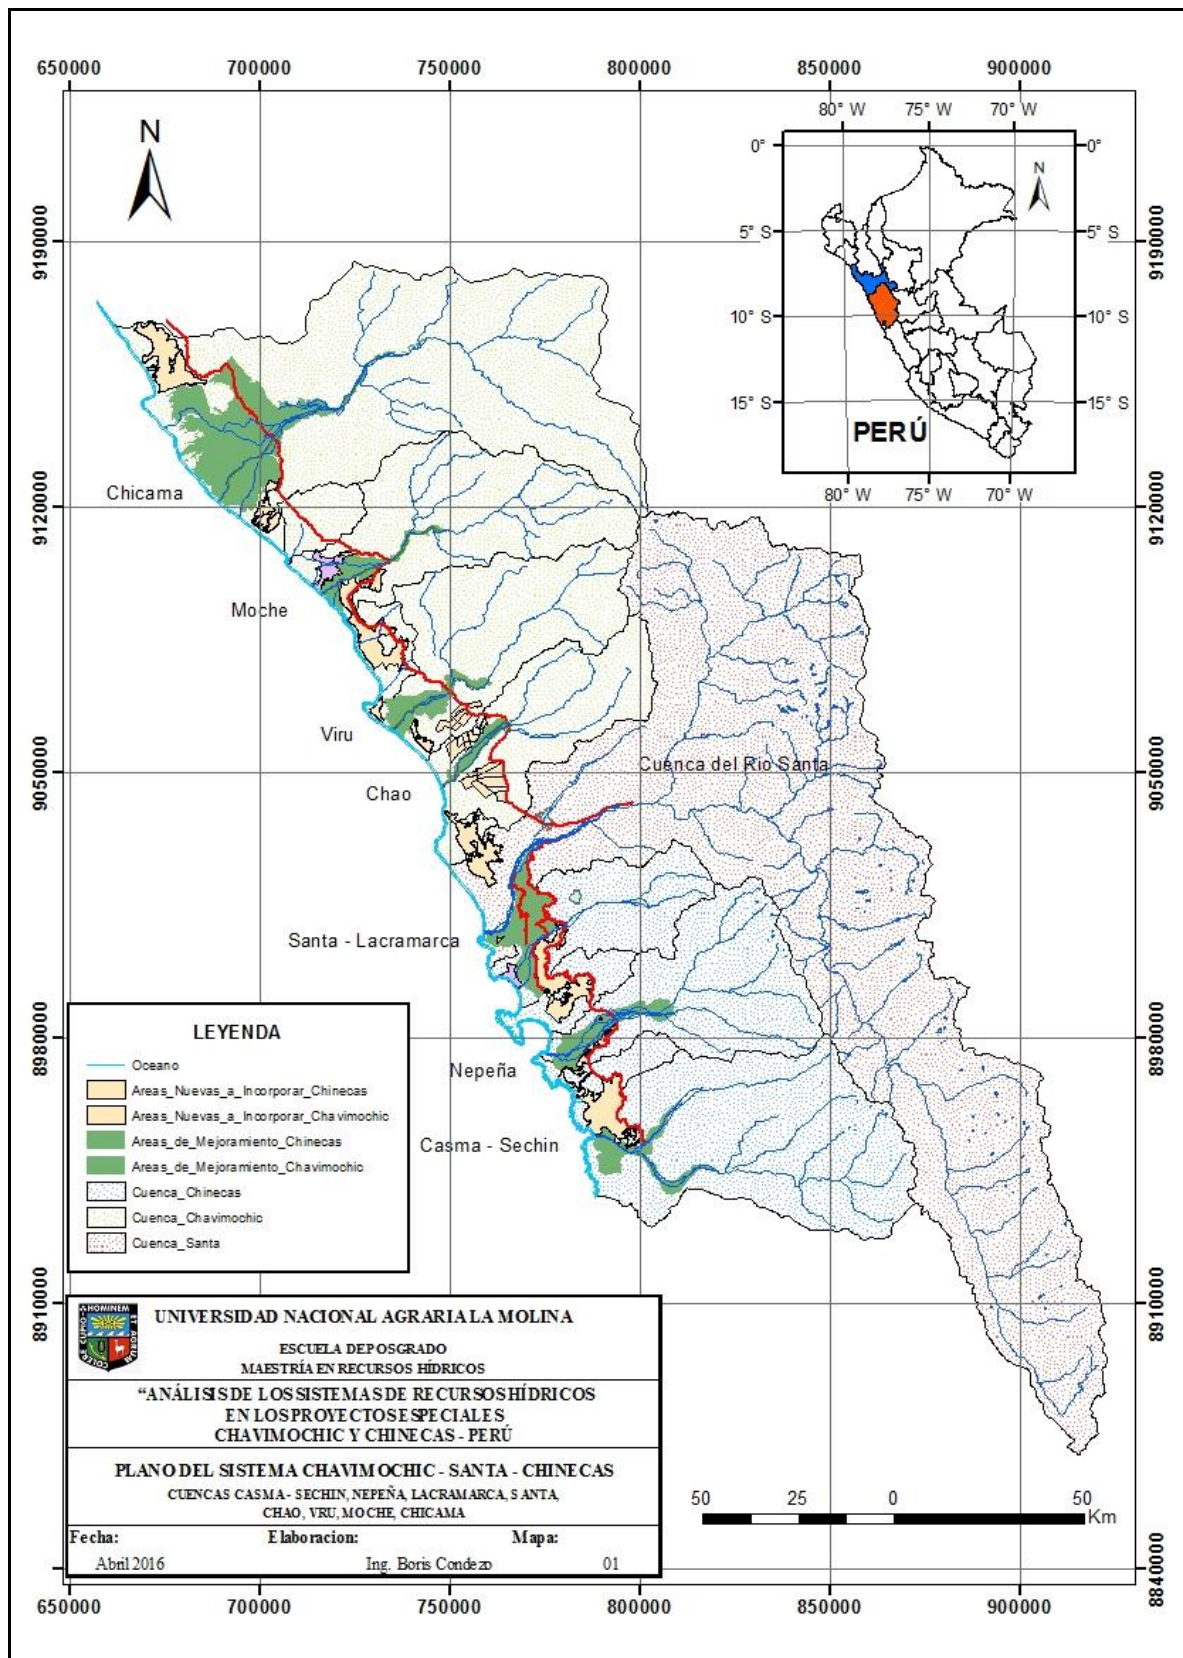 650000 700000 750000 800000 850000 900000
80° W 75° W 70° W
N
0° 0°
N
9190000 9190000
5° S 5° S
10° S 10° S
15° S 15° S
PERÚ
80° W 75° W 70° W
Chicama
9120000 9120000
Moche
Viru
Cuenca del Rio Santa
9050000 9050000
Chao
Santa - Lacramarca
LEYENDA
8980000 8980000
Oceano
Nepeña
Areas_Nuevas_a_Incorporar_Chinecas
Areas_Nuevas_a_Incorporar_Chavimochic
Areas_de_Mejoramiento_Chinecas
Casma - Sechin
Areas_de_Mejoramiento_Chavimochic
Cuenca_Chinecas
Cuenca_Chavimochic
Cuenca_Santa
8910000 8910000
HOMINEM
ET AGRUM
COLERE CUPIO
UNIVERSIDAD NACIONAL AGRARIA LA MOLINA
ESCUELA DE POSGRADO
MAESTRÍA EN RECURSOS HÍDRICOS
“ANÁLISIS DE LOS SISTEMAS DE RECURSOS HÍDRICOS
EN LOS PROYECTOS ESPECIALES
CHAVIMOCHIC Y CHINECAS - PERÚ
PLANO DEL SISTEMA CHAVIMOCHIC - SANTA - CHINECAS
CUENCAS CASMA - SECHIN, NEPEÑA, LACRAMARCA, SANTA,
CHAO, VRU, MOCHE, CHICAMA
50 25 0 50
Km
Fecha: Elaboracion: Mapa:
Abril 2016 Ing. Boris Condezo 01
8840000 8840000
650000 700000 750000 800000 850000 900000